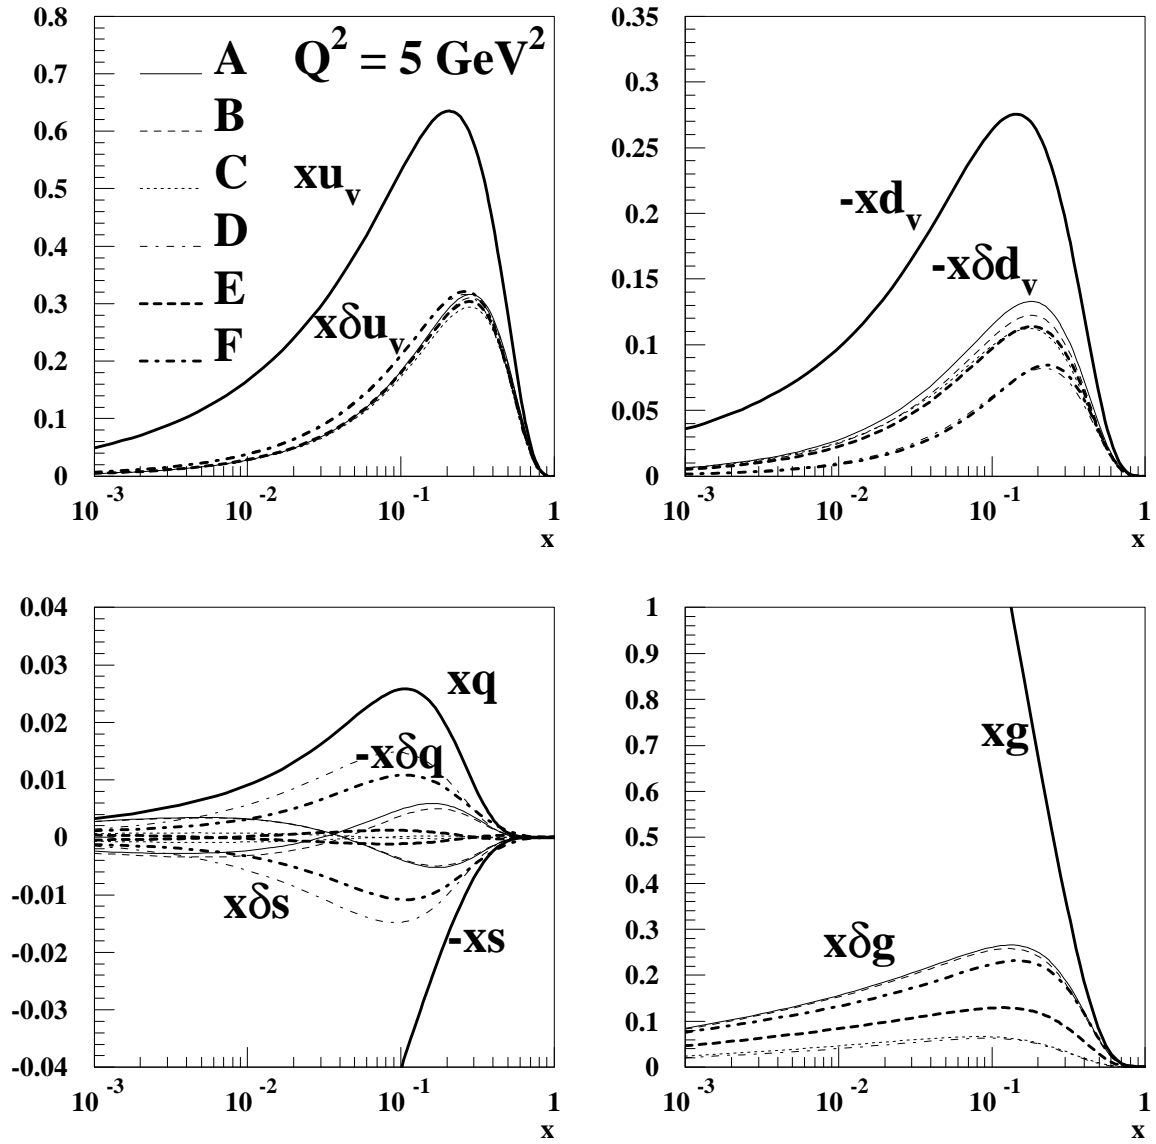 0.8
0.7
0.6
0.5
0.4
0.3
0.2
0.1
0
A
B
C
D
E
F
Q² = 5 GeV²
xu_v
xδu_v
10⁻³
10⁻²
10⁻¹
1
x
0.35
0.3
0.25
0.2
0.15
0.1
0.05
0
-xd_v
-xδd_v
10⁻³
10⁻²
10⁻¹
1
x
0.04
0.03
0.02
0.01
0
-0.01
-0.02
-0.03
-0.04
xq
-xδq
xδs
-xs
10⁻³
10⁻²
10⁻¹
1
x
1
0.9
0.8
0.7
0.6
0.5
0.4
0.3
0.2
0.1
0
xg
xδg
10⁻³
10⁻²
10⁻¹
1
x